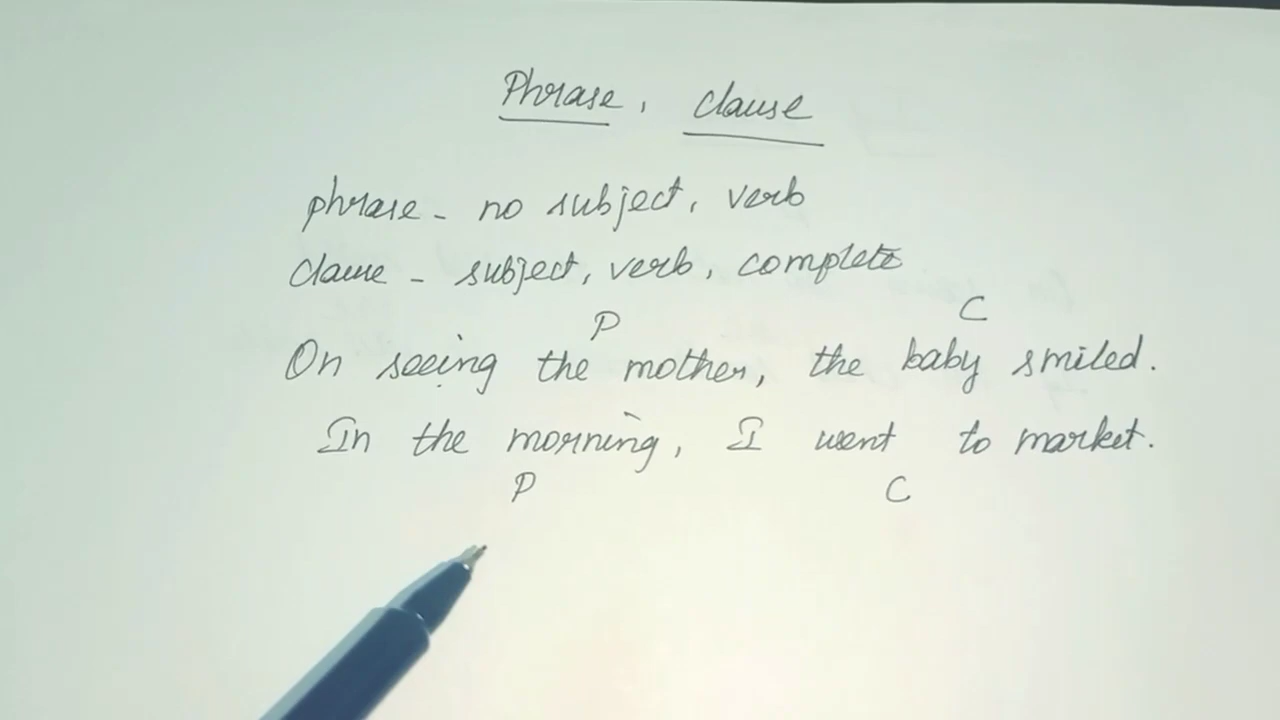 Phrase, clause
phrase - no subject, verb
clause - subject, verb, complete
P C
On seeing the mother, the baby smiled.
In the morning, I went to market.
P C